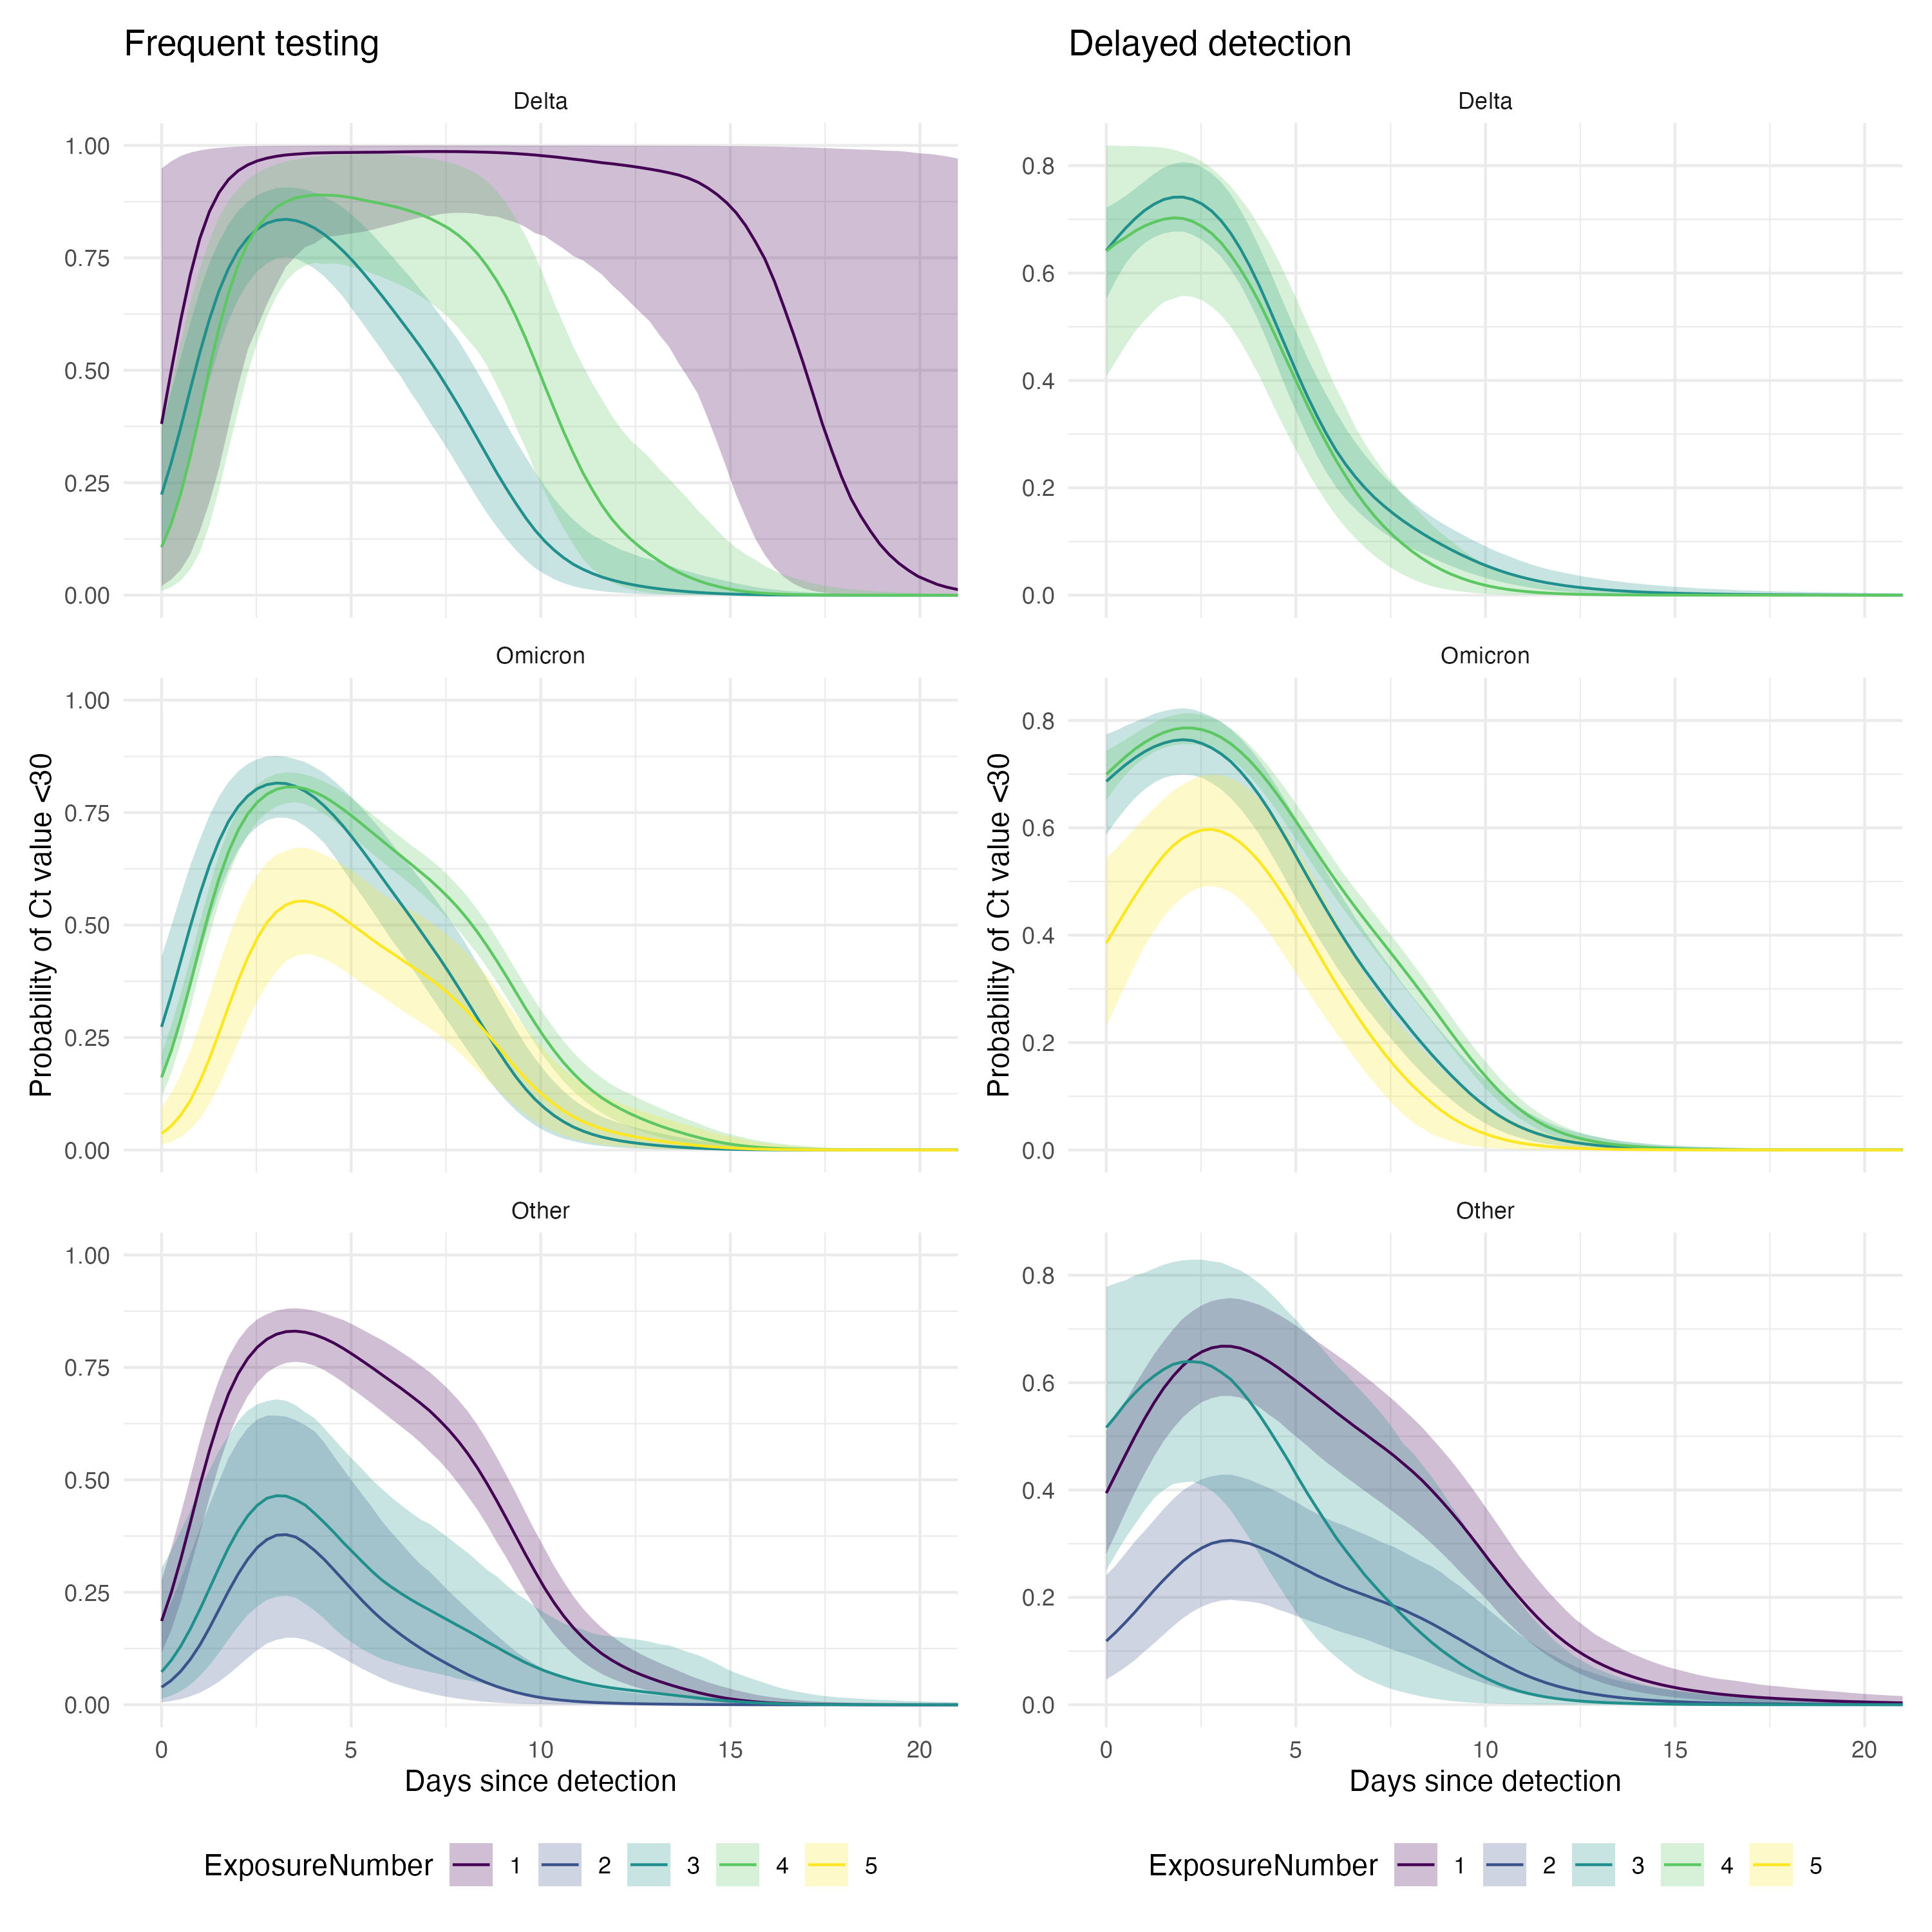 Frequent testing
Delta
1.00
0.75
0.50
0.25
0.00
Omicron
1.00
0.75
0.50
0.25
0.00
Other
1.00
0.75
0.50
0.25
0.00
0 5 10 15 20
Days since detection
Probability of Ct value <30
ExposureNumber 1 2 3 4 5
Delayed detection
Delta
0.8
0.6
0.4
0.2
0.0
Omicron
0.8
0.6
0.4
0.2
0.0
Other
0.8
0.6
0.4
0.2
0.0
0 5 10 15 20
Days since detection
Probability of Ct value <30
ExposureNumber 1 2 3 4 5